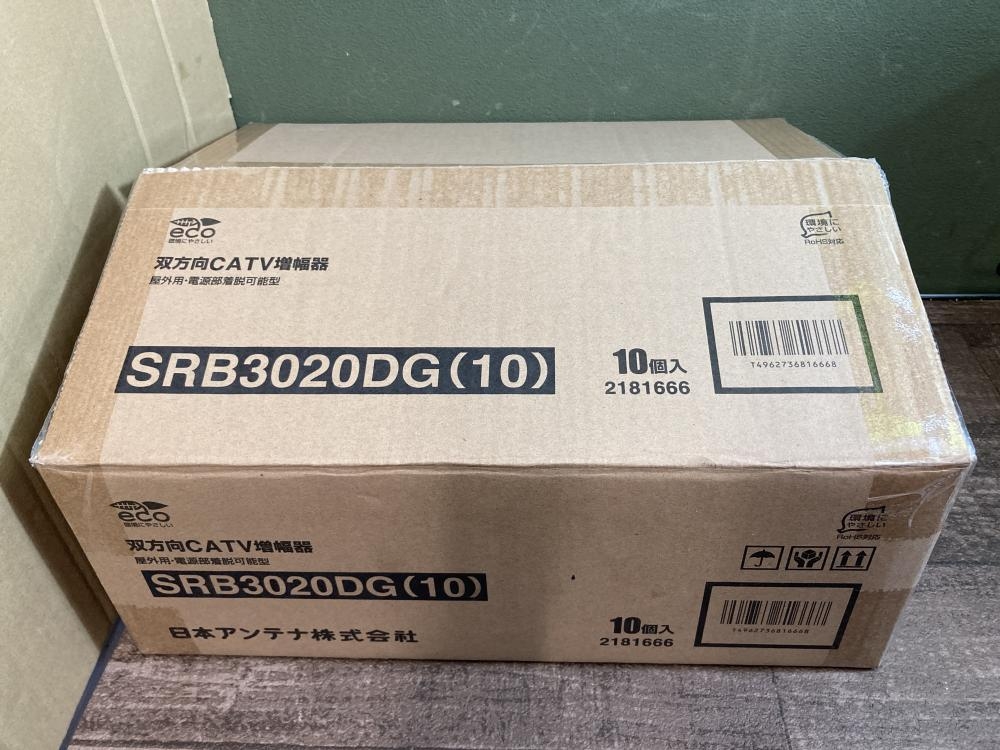 eco
環境にやさしい
環境に
やさしい
RoHS対応
双方向CATV増幅器
屋外用・電源部着脱可能型
SRB3020DG(10)
10個入
2181666
T4962736816668
eco
環境にやさしい
環境に
やさしい
RoHS対応
双方向CATV増幅器
屋外用・電源部着脱可能型
SRB3020DG(10)
日本アンテナ株式会社
10個入
2181666
T4962736816668